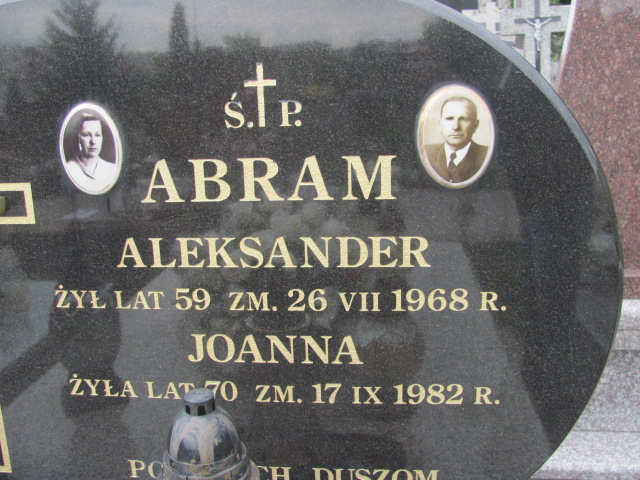 Ś. P.
ABRAM
ALEKSANDER
ŻYŁ LAT 59 ZM. 26 VII 1968 R.
JOANNA
ŻYŁA LAT 70 ZM. 17 IX 1982 R.
DUSZOM